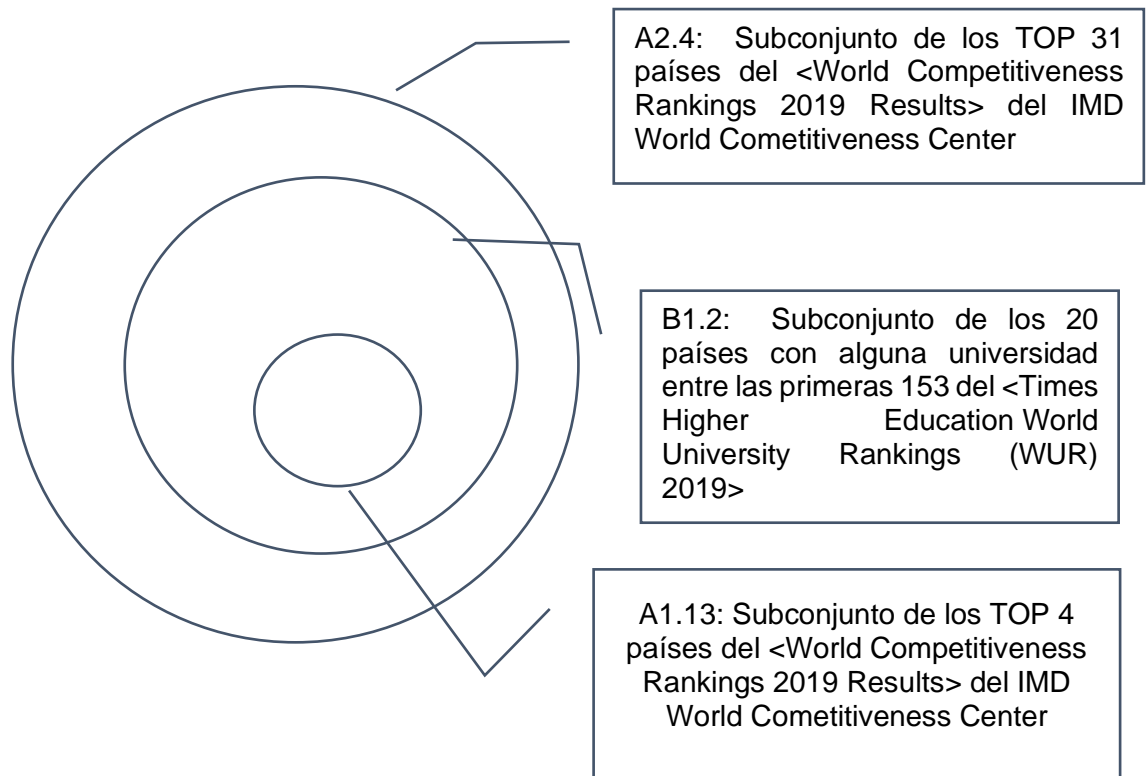 A2.4: Subconjunto de los TOP 31
países del <World Competitiveness
Rankings 2019 Results> del IMD
World Cometitiveness Center
B1.2: Subconjunto de los 20
países con alguna universidad
entre las primeras 153 del <Times
Higher Education World
University Rankings (WUR)
2019>
A1.13: Subconjunto de los TOP 4
países del <World Competitiveness
Rankings 2019 Results> del IMD
World Cometitiveness Center